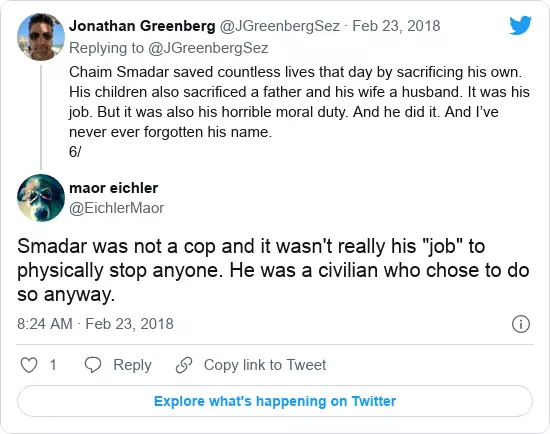 Jonathan Greenberg @JGreenbergSez · Feb 23, 2018
Replying to @JGreenbergSez
Chaim Smadar saved countless lives that day by sacrificing his own.
His children also sacrificed a father and his wife a husband. It was his
job. But it was also his horrible moral duty. And he did it. And I’ve
never ever forgotten his name.
6/
maor eichler
@EichlerMaor
Smadar was not a cop and it wasn't really his "job" to
physically stop anyone. He was a civilian who chose to do
so anyway.
8:24 AM · Feb 23, 2018
1 Reply Copy link to Tweet
Explore what's happening on Twitter